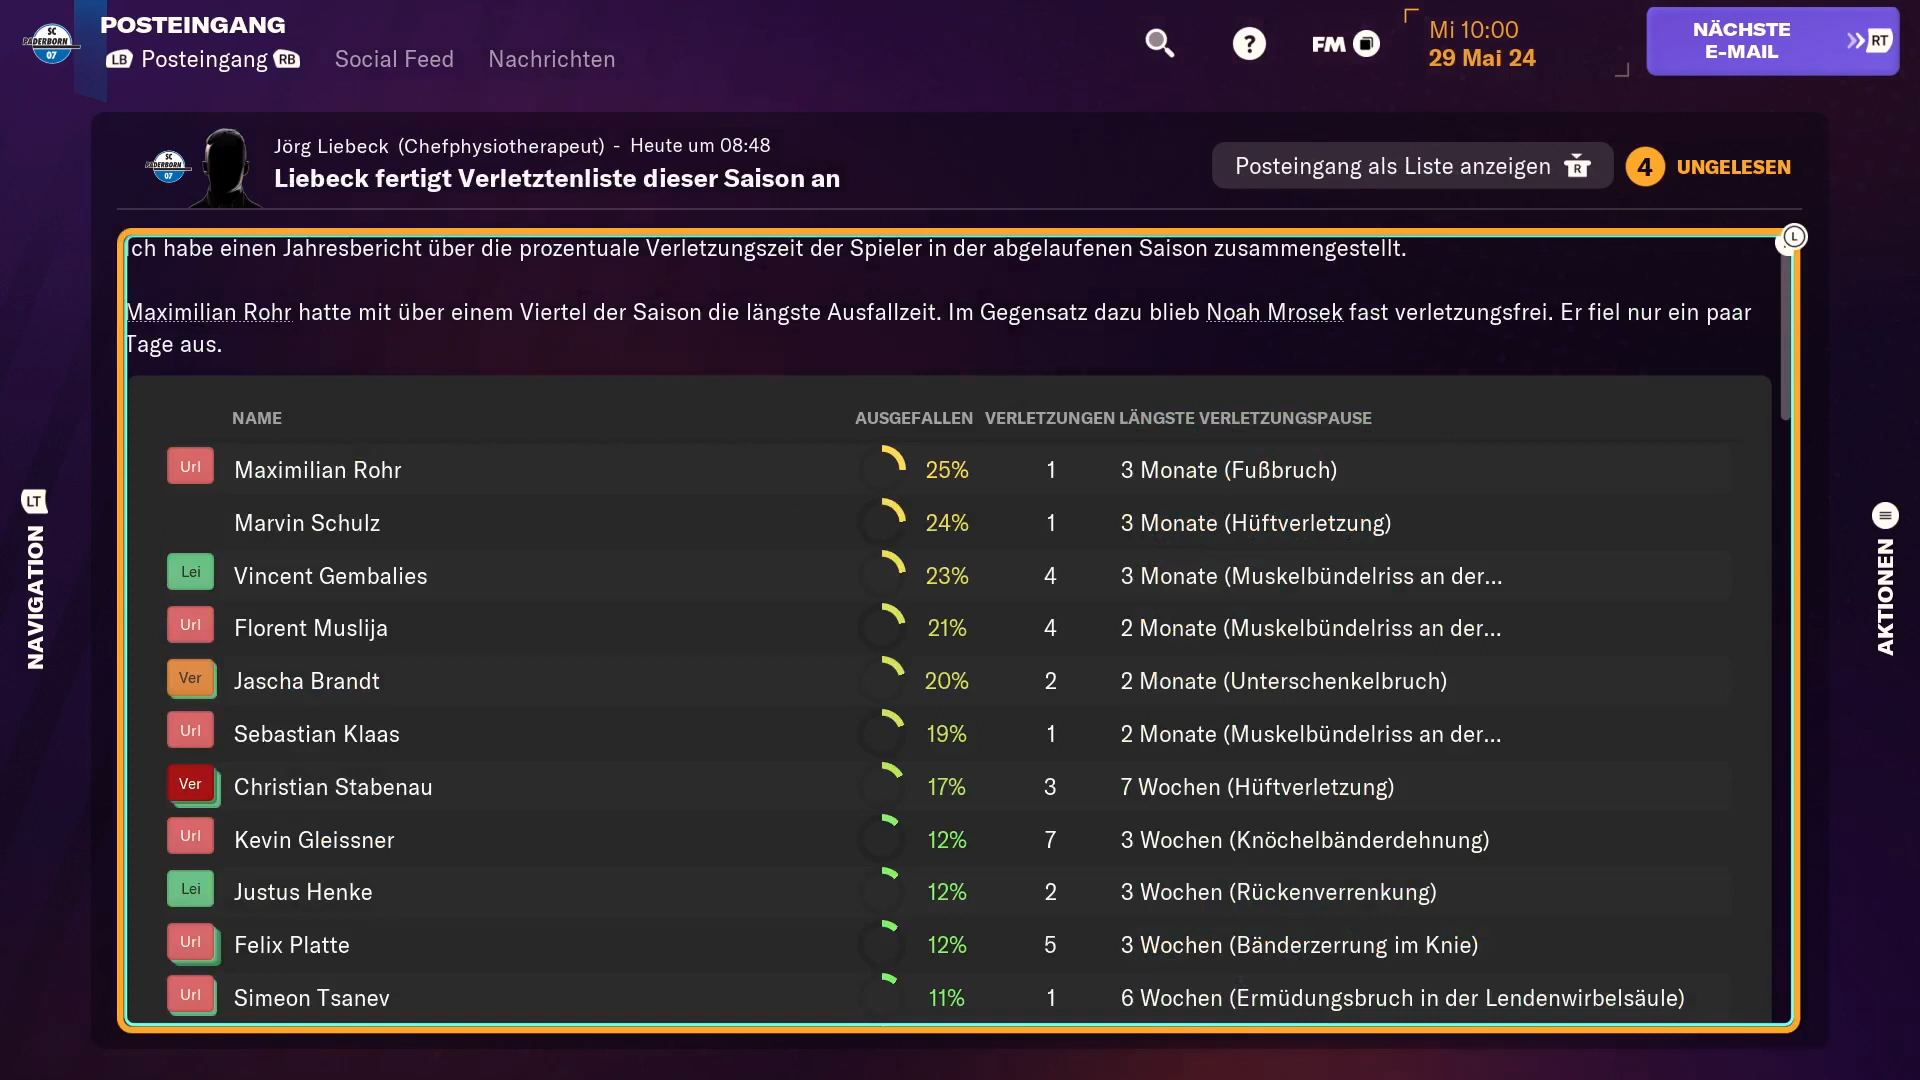 SC
PADERBORN
07
POSTEINGANG
LB Posteingang RB Social Feed Nachrichten
?
FM
Mi 10:00
29 Mai 24
NÄCHSTE
E-MAIL
RT
SC
PADERBORN
07
Jörg Liebeck (Chefphysiotherapeut) - Heute um 08:48
Liebeck fertigt Verletztenliste dieser Saison an
Posteingang als Liste anzeigen R
4 UNGELESEN
L
Ich habe einen Jahresbericht über die prozentuale Verletzungszeit der Spieler in der abgelaufenen Saison zusammengestellt.
Maximilian Rohr hatte mit über einem Viertel der Saison die längste Ausfallzeit. Im Gegensatz dazu blieb Noah Mrosek fast verletzungsfrei. Er fiel nur ein paar
Tage aus.
NAME AUSGEFALLEN VERLETZUNGEN LÄNGSTE VERLETZUNGSPAUSE
Url Maximilian Rohr 25% 1 3 Monate (Fußbruch)
Marvin Schulz 24% 1 3 Monate (Hüftverletzung)
Lei Vincent Gembalies 23% 4 3 Monate (Muskelbündelriss an der...
Url Florent Muslija 21% 4 2 Monate (Muskelbündelriss an der...
Ver Jascha Brandt 20% 2 2 Monate (Unterschenkelbruch)
Url Sebastian Klaas 19% 1 2 Monate (Muskelbündelriss an der...
Ver Christian Stabenau 17% 3 7 Wochen (Hüftverletzung)
Url Kevin Gleissner 12% 7 3 Wochen (Knöchelbänderdehnung)
Lei Justus Henke 12% 2 3 Wochen (Rückenverrenkung)
Url Felix Platte 12% 5 3 Wochen (Bänderzerrung im Knie)
Url Simeon Tsanev 11% 1 6 Wochen (Ermüdungsbruch in der Lendenwirbelsäule)
LT
NAVIGATION
AKTIONEN